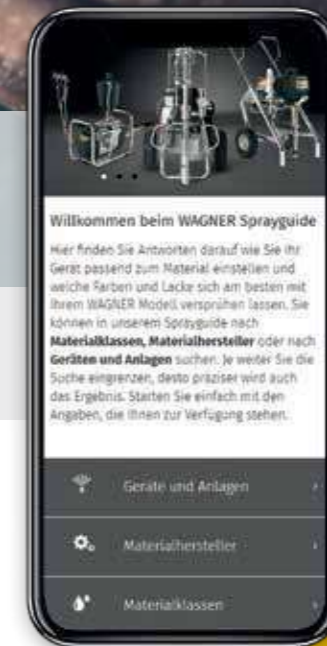 Willkommen beim WAGNER Sprayguide
Hier finden Sie Antworten darauf wie Sie Ihr
Gerät passend zum Material einstellen und
welche Farben und Lacke sich am besten mit
Ihrem WAGNER Modell versprühen lassen. Sie
können in unserem Sprayguide nach
Materialklassen, Materialhersteller oder nach
Geräten und Anlagen suchen. Je weiter Sie die
Suche eingrenzen, desto präziser wird auch
das Ergebnis. Starten Sie einfach mit den
Angaben, die Ihnen zur Verfügung stehen.
Geräte und Anlagen
Materialhersteller
Materialklassen